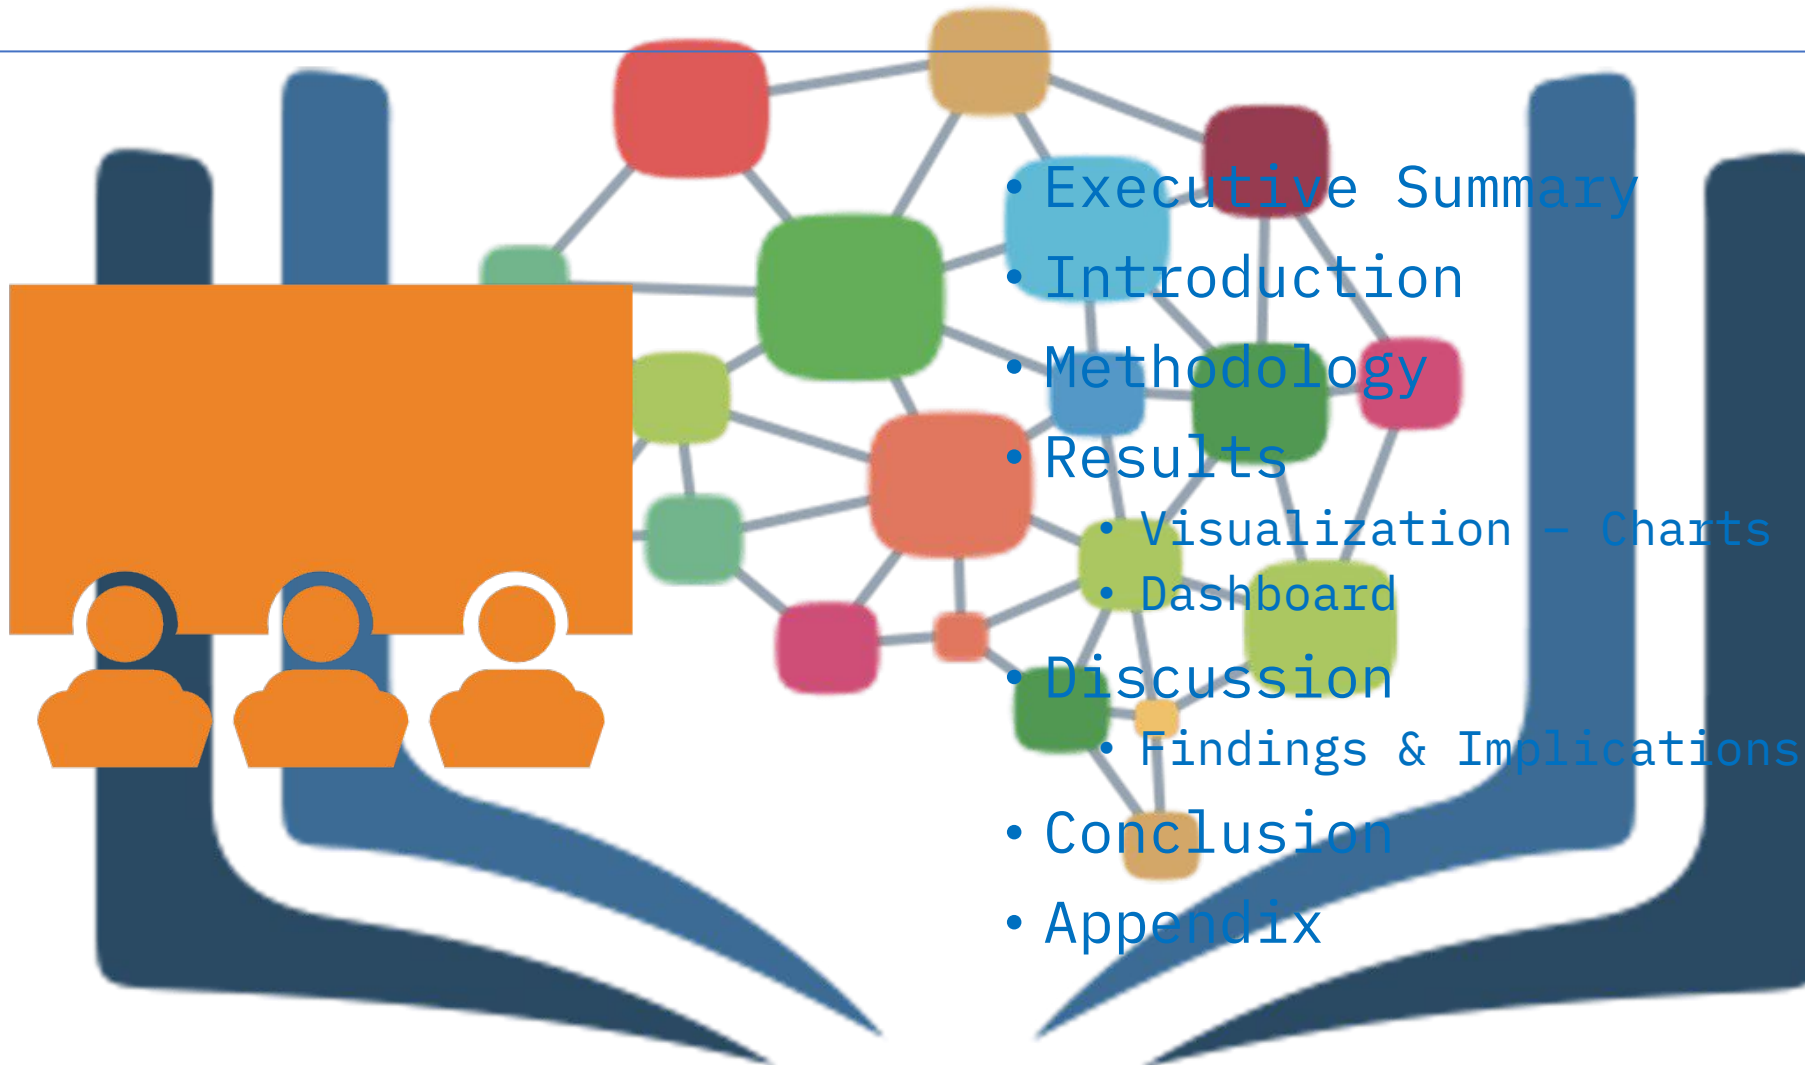 • Executive Summary
• Introduction
• Methodology
• Results
• Visualization – Charts
• Dashboard
• Discussion
• Findings & Implications
• Conclusion
• Appendix